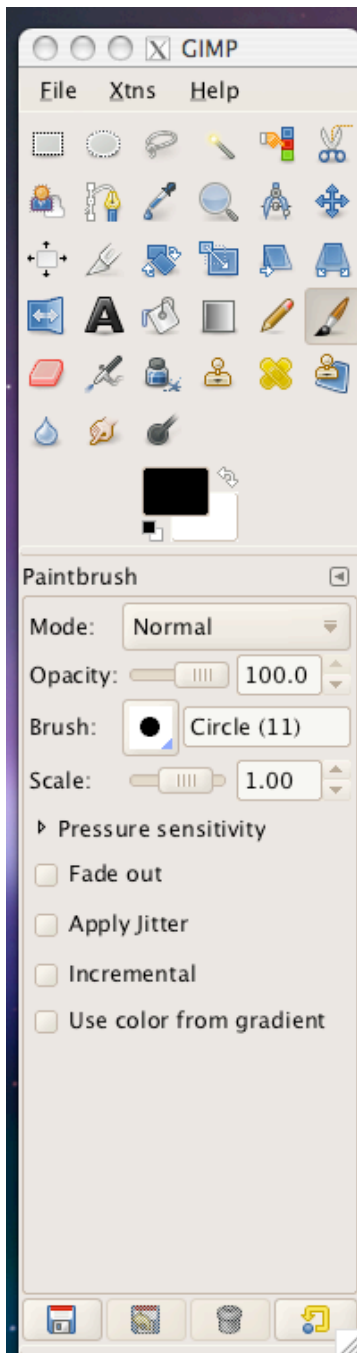 GIMP
File Xtns Help
Paintbrush
Mode: Normal
Opacity: 100.0
Brush: Circle (11)
Scale: 1.00
Pressure sensitivity
Fade out
Apply Jitter
Incremental
Use color from gradient